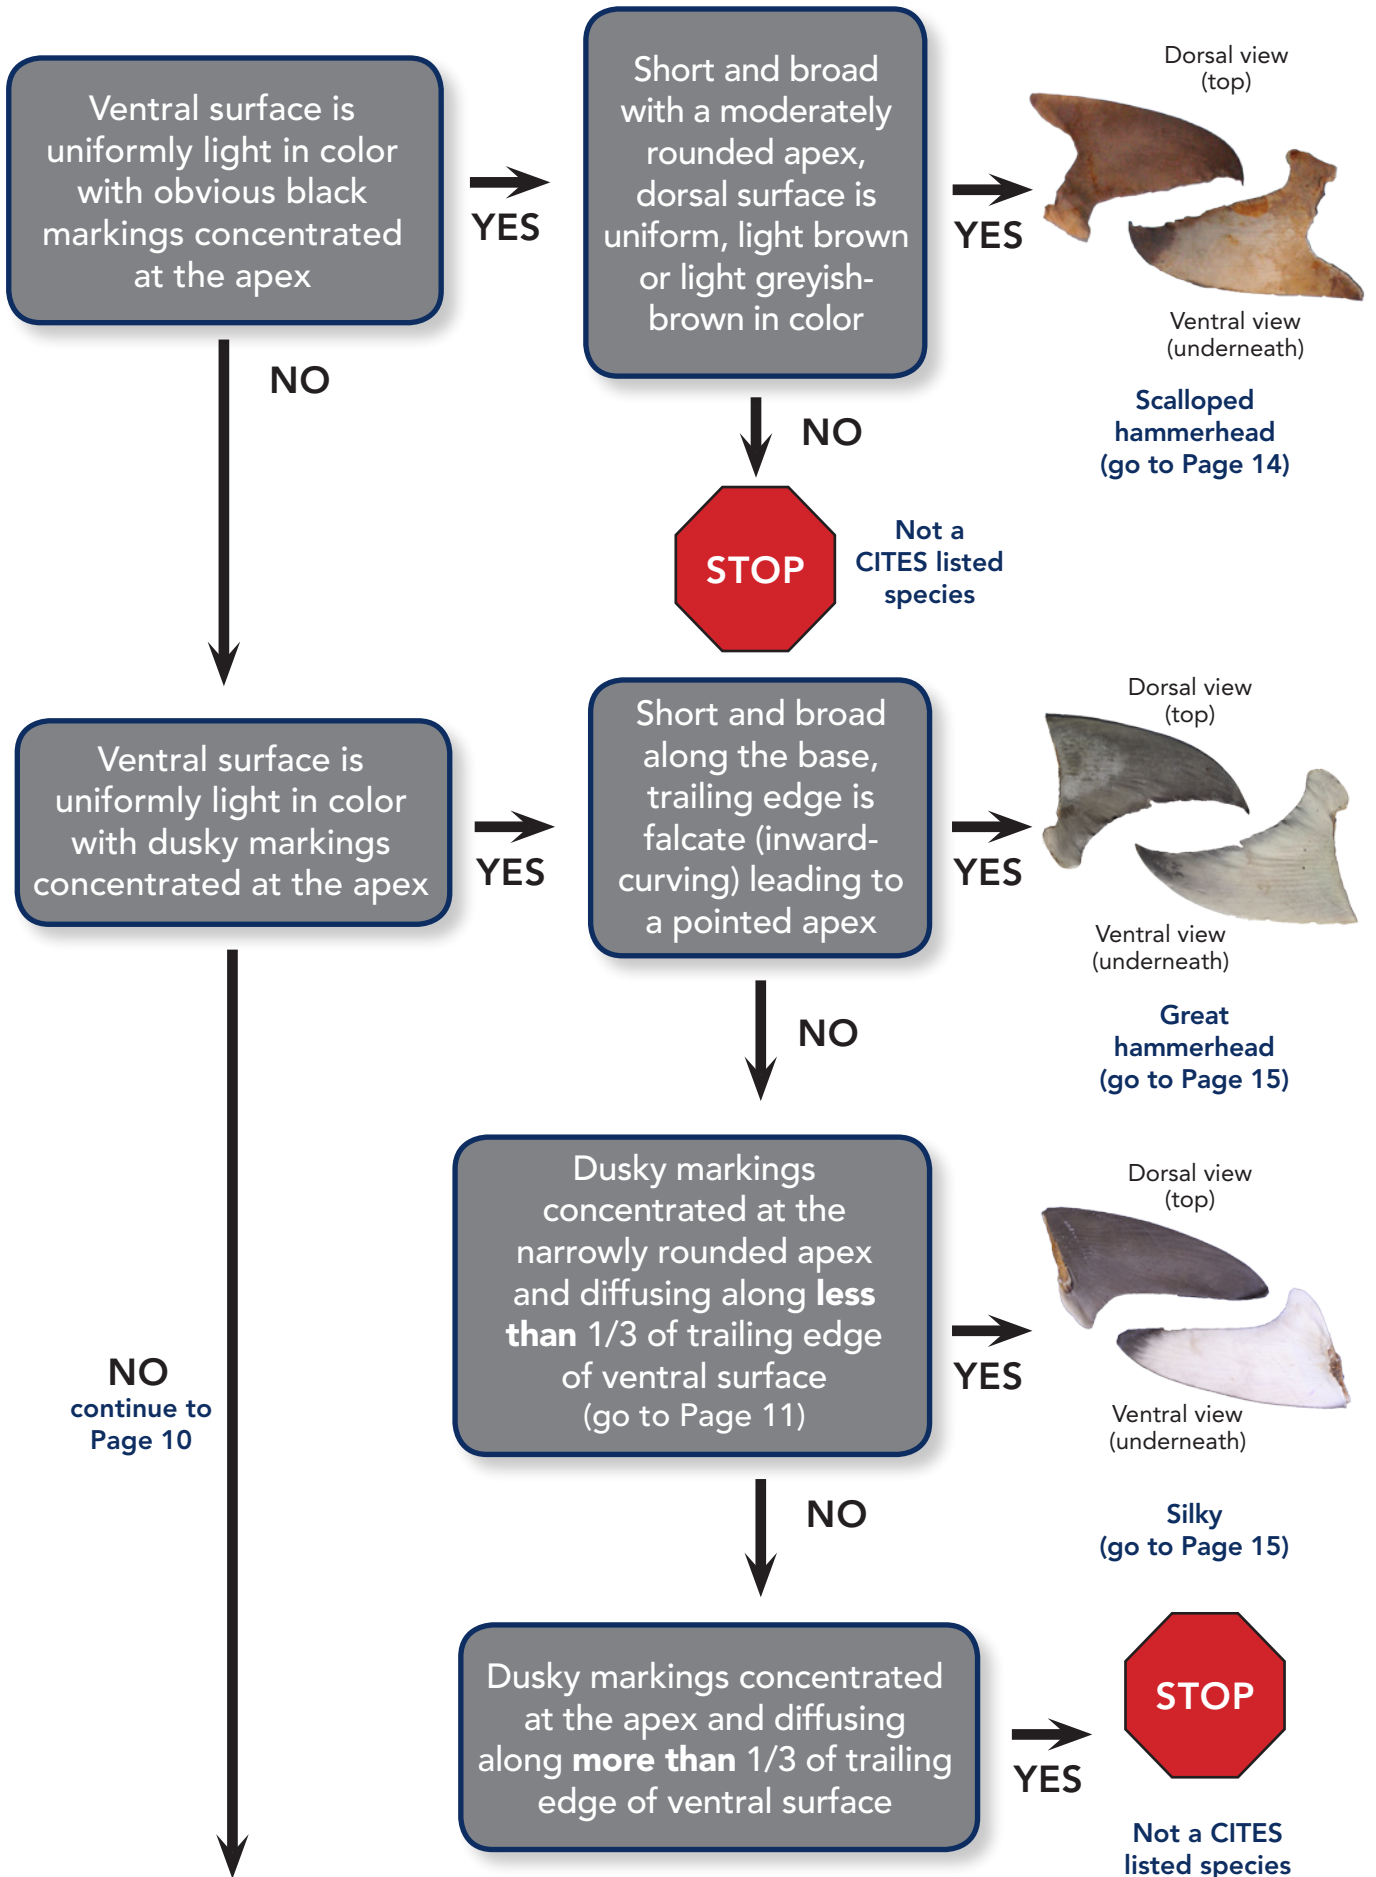 Ventral surface is
uniformly light in color
with obvious black
markings concentrated
at the apex
YES
Short and broad
with a moderately
rounded apex,
dorsal surface is
uniform, light brown
or light greyish-
brown in color
YES
Dorsal view
(top)
Ventral view
(underneath)
Scalloped
hammerhead
(go to Page 14)
NO
NO
STOP
Not a
CITES listed
species
Ventral surface is
uniformly light in color
with dusky markings
concentrated at the apex
YES
Short and broad
along the base,
trailing edge is
falcate (inward-
curving) leading to
a pointed apex
YES
Dorsal view
(top)
Ventral view
(underneath)
Great
hammerhead
(go to Page 15)
NO
Dusky markings
concentrated at the
narrowly rounded apex
and diffusing along less
than 1/3 of trailing edge
of ventral surface
(go to Page 11)
YES
Dorsal view
(top)
Ventral view
(underneath)
Silky
(go to Page 15)
NO
continue to
Page 10
NO
Dusky markings concentrated
at the apex and diffusing
along more than 1/3 of trailing
edge of ventral surface
YES
STOP
Not a CITES
listed species